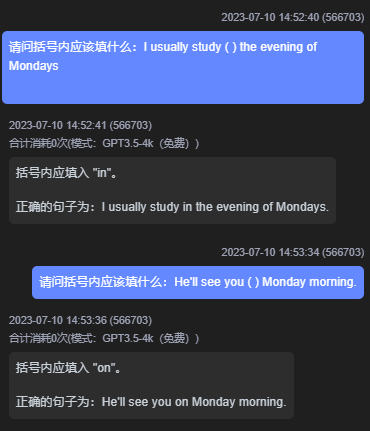 2023-07-10 14:52:40 (566703)
请问括号内应该填什么：I usually study ( ) the evening of
Mondays
2023-07-10 14:52:41 (566703)
合计消耗0次(模式：GPT3.5-4k（免费）)
括号内应填入 "in"。
正确的句子为：I usually study in the evening of Mondays.
2023-07-10 14:53:34 (566703)
请问括号内应该填什么：He'll see you ( ) Monday morning.
2023-07-10 14:53:36 (566703)
合计消耗0次(模式：GPT3.5-4k（免费）)
括号内应填入 "on"。
正确的句子为：He'll see you on Monday morning.